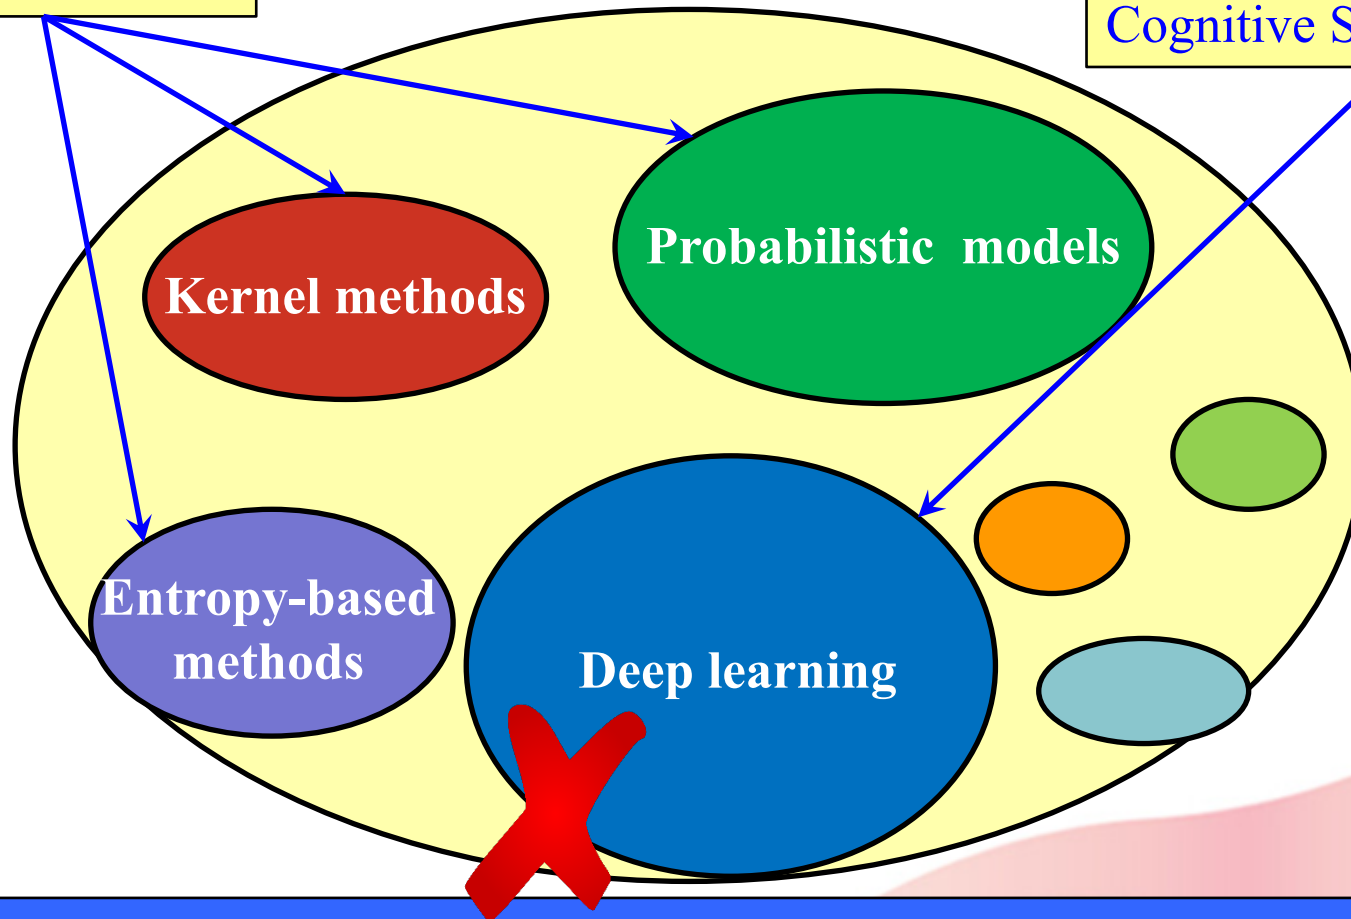 Cognitive S
Probabilistic models
Kernel methods
Entropy-based
methods
Deep learning